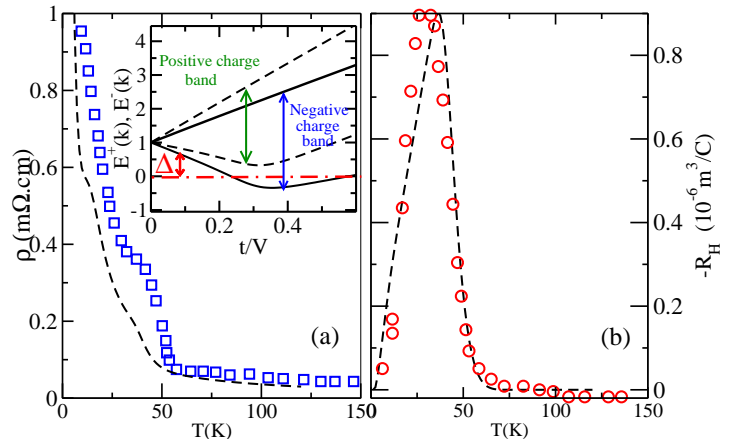 1
0.8
0.6
0.4
0.2
0
ρ (mΩ.cm)
0
50
100
150
T(K)
(a)
4
3
2
1
0
-1
E⁺(k), E⁻(k)
0
0.2
0.4
t/V
Positive charge
band
Negative
charge
band
Δ
0
50
100
150
T(K)
(b)
0.8
0.6
0.4
0.2
0
-R_H (10⁻⁶ m³/C)